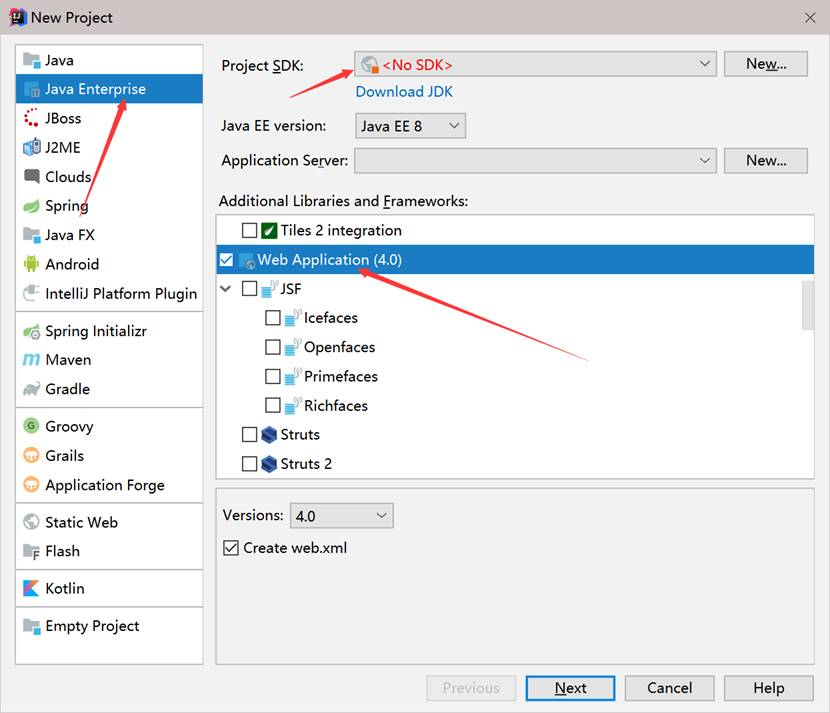 New Project
Java
Java Enterprise
JBoss
J2ME
Clouds
Spring
Java FX
Android
IntelliJ Platform Plugin
Spring Initializr
Maven
Gradle
Groovy
Grails
Application Forge
Static Web
Flash
Kotlin
Empty Project
Project SDK: <No SDK> New...
Download JDK
Java EE version: Java EE 8
Application Server: New...
Additional Libraries and Frameworks:
Tiles 2 integration
Web Application (4.0)
JSF
Icefaces
Openfaces
Primefaces
Richfaces
Struts
Struts 2
Versions: 4.0
Create web.xml
Previous Next Cancel Help